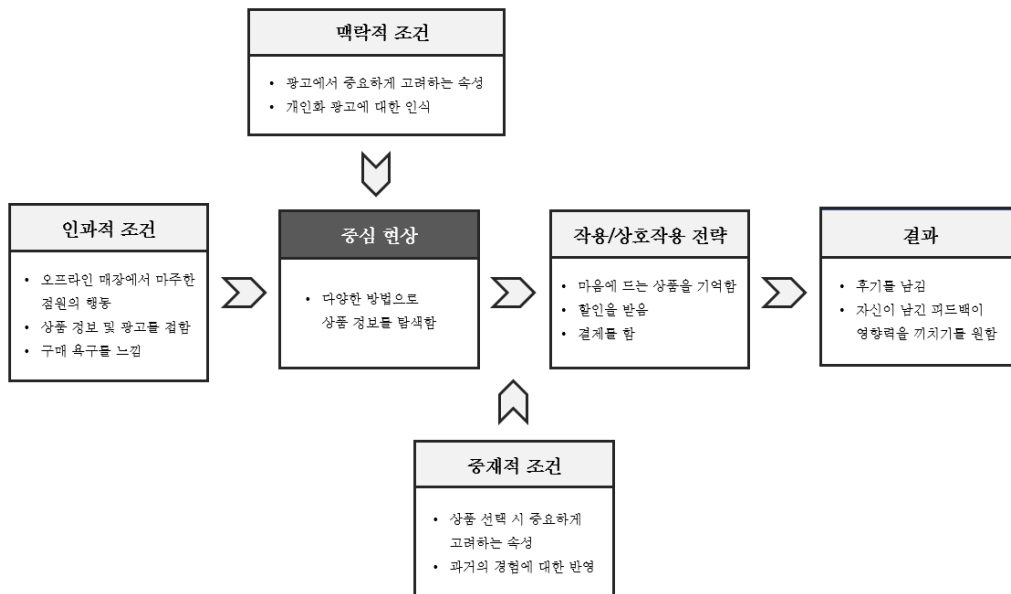 맥락적 조건
• 광고에서 중요하게 고려하는 속성
• 개인화 광고에 대한 인식
인과적 조건
• 오프라인 매장에서 마주한
점원의 행동
• 상품 정보 및 광고를 접함
• 구매 욕구를 느낌
중심 현상
• 다양한 방법으로
상품 정보를 탐색함
작용/상호작용 전략
• 마음에 드는 상품을 기억함
• 할인을 받음
• 결제를 함
결과
• 후기를 남김
• 자신이 남긴 피드백이
영향력을 끼치기를 원함
중재적 조건
• 상품 선택 시 중요하게
고려하는 속성
• 과거의 경험에 대한 반영